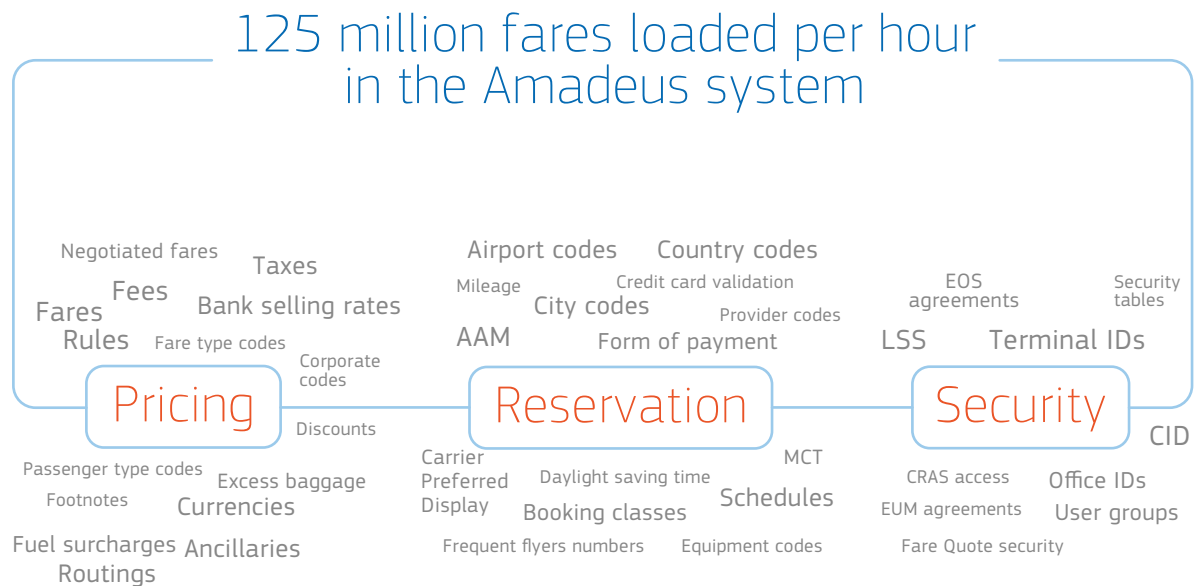 125 million fares loaded per hour
in the Amadeus system
Negotiated fares
Taxes
Fees
Fares
Bank selling rates
Rules
Fare type codes
Corporate
codes
Pricing
Discounts
Passenger type codes
Excess baggage
Footnotes
Currencies
Fuel surcharges
Ancillaries
Routings
Airport codes
Country codes
Mileage
Credit card validation
City codes
Provider codes
AAM
Form of payment
Reservation
Carrier
Preferred
Display
MCT
Daylight saving time
Schedules
Booking classes
Frequent flyers numbers
Equipment codes
EOS
agreements
Security
tables
LSS
Terminal IDs
Security
CID
CRAS access
Office IDs
EUM agreements
User groups
Fare Quote security